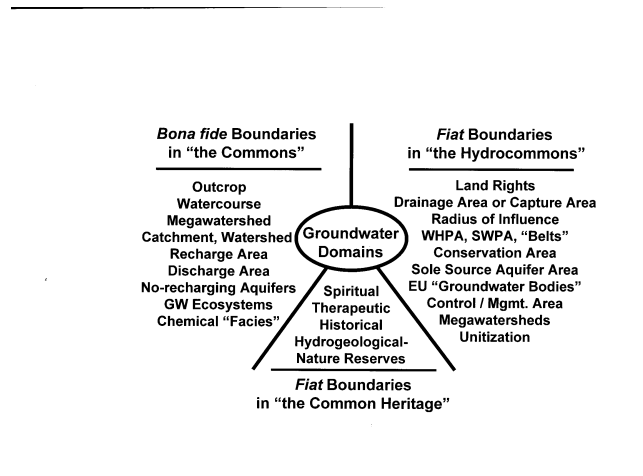 Bona fide Boundaries
in "the Commons"
Outcrop
Watercourse
Megawatershed
Catchment, Watershed
Recharge Area
Discharge Area
No-recharging Aquifers
GW Ecosystems
Chemical "Facies"
Groundwater
Domains
Fiat Boundaries
in "the Hydrocommons"
Land Rights
Drainage Area or Capture Area
Radius of Influence
WHPA, SWPA, "Belts"
Conservation Area
Sole Source Aquifer Area
EU "Groundwater Bodies"
Control / Mgmt. Area
Megawatersheds
Unitization
Spiritual
Therapeutic
Historical
Hydrogeological-
Nature Reserves
Fiat Boundaries
in "the Common Heritage"